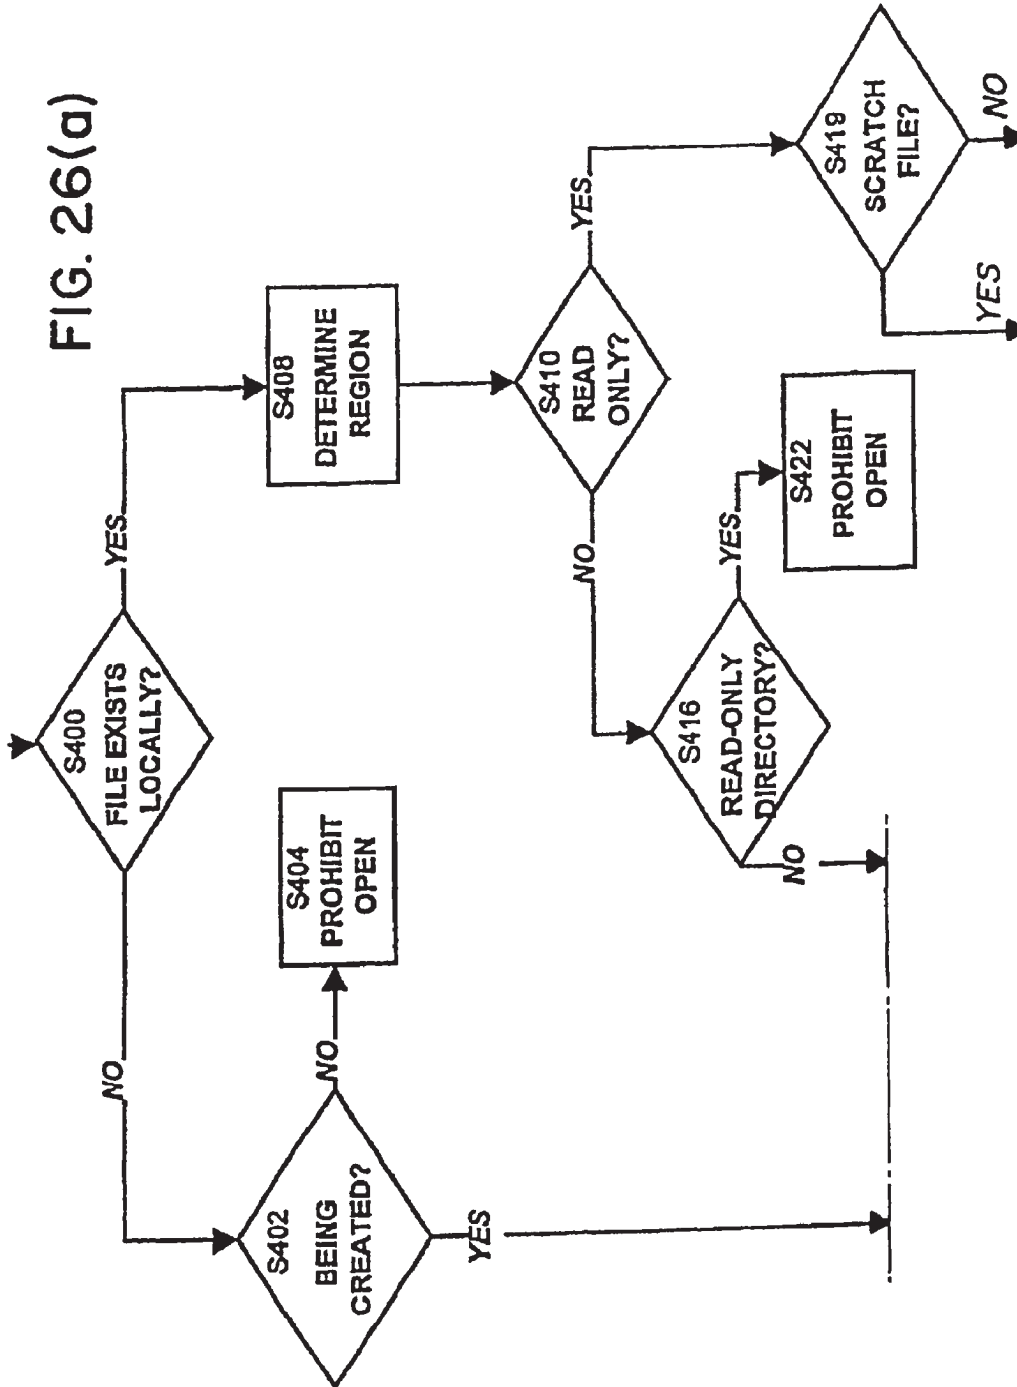 FIG. 26(a)
S400
FILE EXISTS
LOCALLY?
NO
YES
S402
BEING
CREATED?
NO
YES
S404
PROHIBIT
OPEN
S408
DETERMINE
REGION
S410
READ
ONLY?
NO
YES
S416
READ-ONLY
DIRECTORY?
NO
YES
S422
PROHIBIT
OPEN
S419
SCRATCH
FILE?
YES
NO